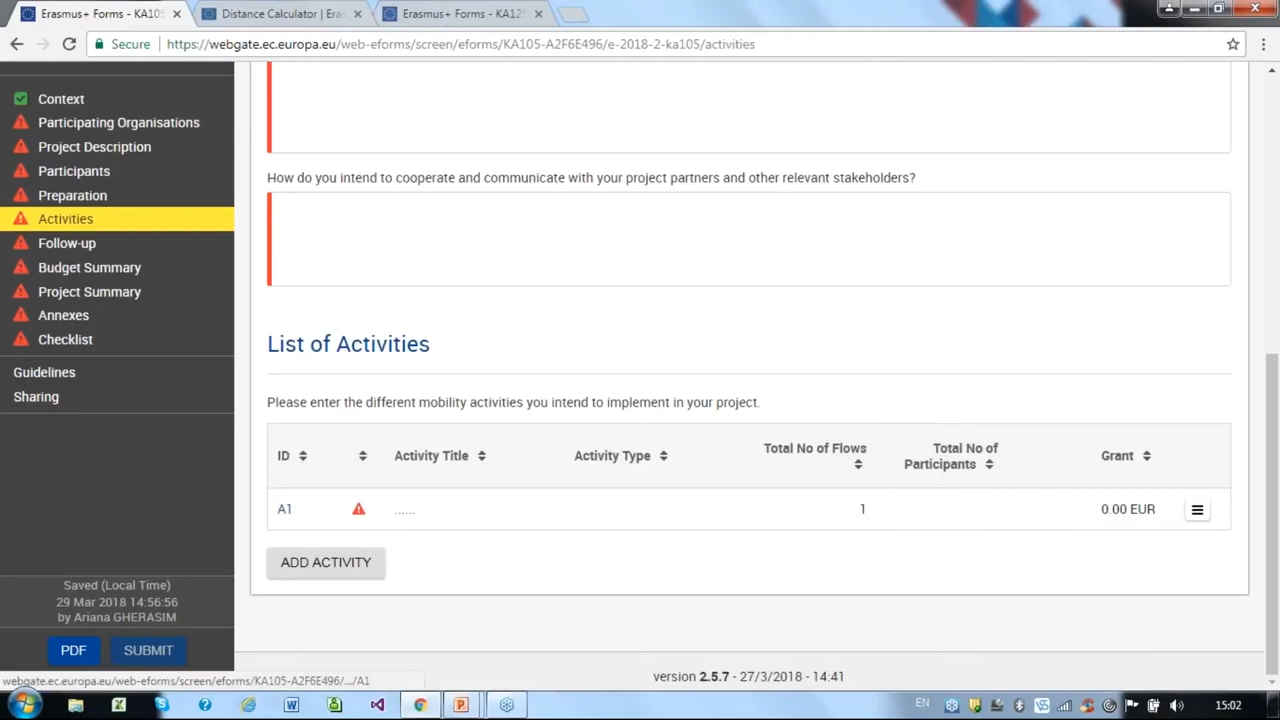 Erasmus+ Forms - KA105
Distance Calculator | Eras
Erasmus+ Forms - KA12
Secure
https://webgate.ec.europa.eu/web-eforms/screen/eforms/KA105-A2F6E496/e-2018-2-ka105/activities
Context
Participating Organisations
Project Description
Participants
Preparation
Activities
Follow-up
Budget Summary
Project Summary
Annexes
Checklist
Guidelines
Sharing
Saved (Local Time)
29 Mar 2018 14:56:56
by Ariana GHERASIM
PDF SUBMIT
How do you intend to cooperate and communicate with your project partners and other relevant stakeholders?
List of Activities
Please enter the different mobility activities you intend to implement in your project.
ID Activity Title Activity Type Total No of Flows Total No of Participants Grant
A1 ...... 1 0.00 EUR
ADD ACTIVITY
version 2.5.7 - 27/3/2018 - 14:41
webgate.ec.europa.eu/web-eforms/screen/eforms/KA105-A2F6E496/.../A1
EN
15:02